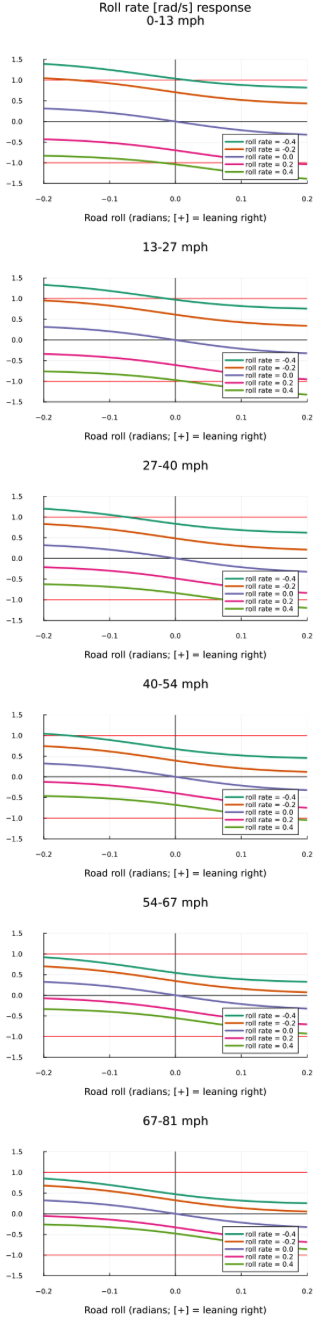 Roll rate [rad/s] response
0-13 mph
1.5
1.0
0.5
0.0
−0.5
−1.0
−1.5
roll rate = -0.4
roll rate = -0.2
roll rate = 0.0
roll rate = 0.2
roll rate = 0.4
−0.2 −0.1 0.0 0.1 0.2
Road roll (radians; [+] = leaning right)
13-27 mph
1.5
1.0
0.5
0.0
−0.5
−1.0
−1.5
roll rate = -0.4
roll rate = -0.2
roll rate = 0.0
roll rate = 0.2
roll rate = 0.4
−0.2 −0.1 0.0 0.1 0.2
Road roll (radians; [+] = leaning right)
27-40 mph
1.5
1.0
0.5
0.0
−0.5
−1.0
−1.5
roll rate = -0.4
roll rate = -0.2
roll rate = 0.0
roll rate = 0.2
roll rate = 0.4
−0.2 −0.1 0.0 0.1 0.2
Road roll (radians; [+] = leaning right)
40-54 mph
1.5
1.0
0.5
0.0
−0.5
−1.0
−1.5
roll rate = -0.4
roll rate = -0.2
roll rate = 0.0
roll rate = 0.2
roll rate = 0.4
−0.2 −0.1 0.0 0.1 0.2
Road roll (radians; [+] = leaning right)
54-67 mph
1.5
1.0
0.5
0.0
−0.5
−1.0
−1.5
roll rate = -0.4
roll rate = -0.2
roll rate = 0.0
roll rate = 0.2
roll rate = 0.4
−0.2 −0.1 0.0 0.1 0.2
Road roll (radians; [+] = leaning right)
67-81 mph
1.5
1.0
0.5
0.0
−0.5
−1.0
−1.5
roll rate = -0.4
roll rate = -0.2
roll rate = 0.0
roll rate = 0.2
roll rate = 0.4
−0.2 −0.1 0.0 0.1 0.2
Road roll (radians; [+] = leaning right)